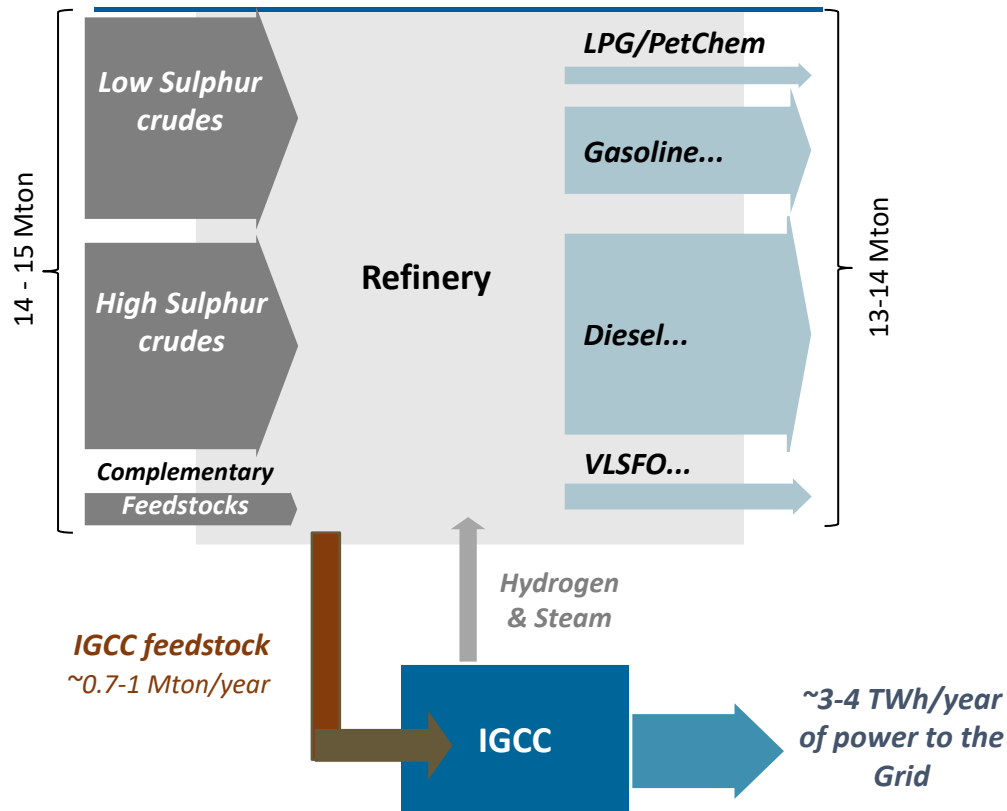 LPG/PetChem
Low Sulphur
crudes
Gasoline...
14 - 15 Mton
Refinery
13-14 Mton
High Sulphur
crudes
Diesel...
Complementary
Feedstocks
VLSFO...
Hydrogen
& Steam
IGCC feedstock
~0.7-1 Mton/year
IGCC
~3-4 TWh/year
of power to the
Grid